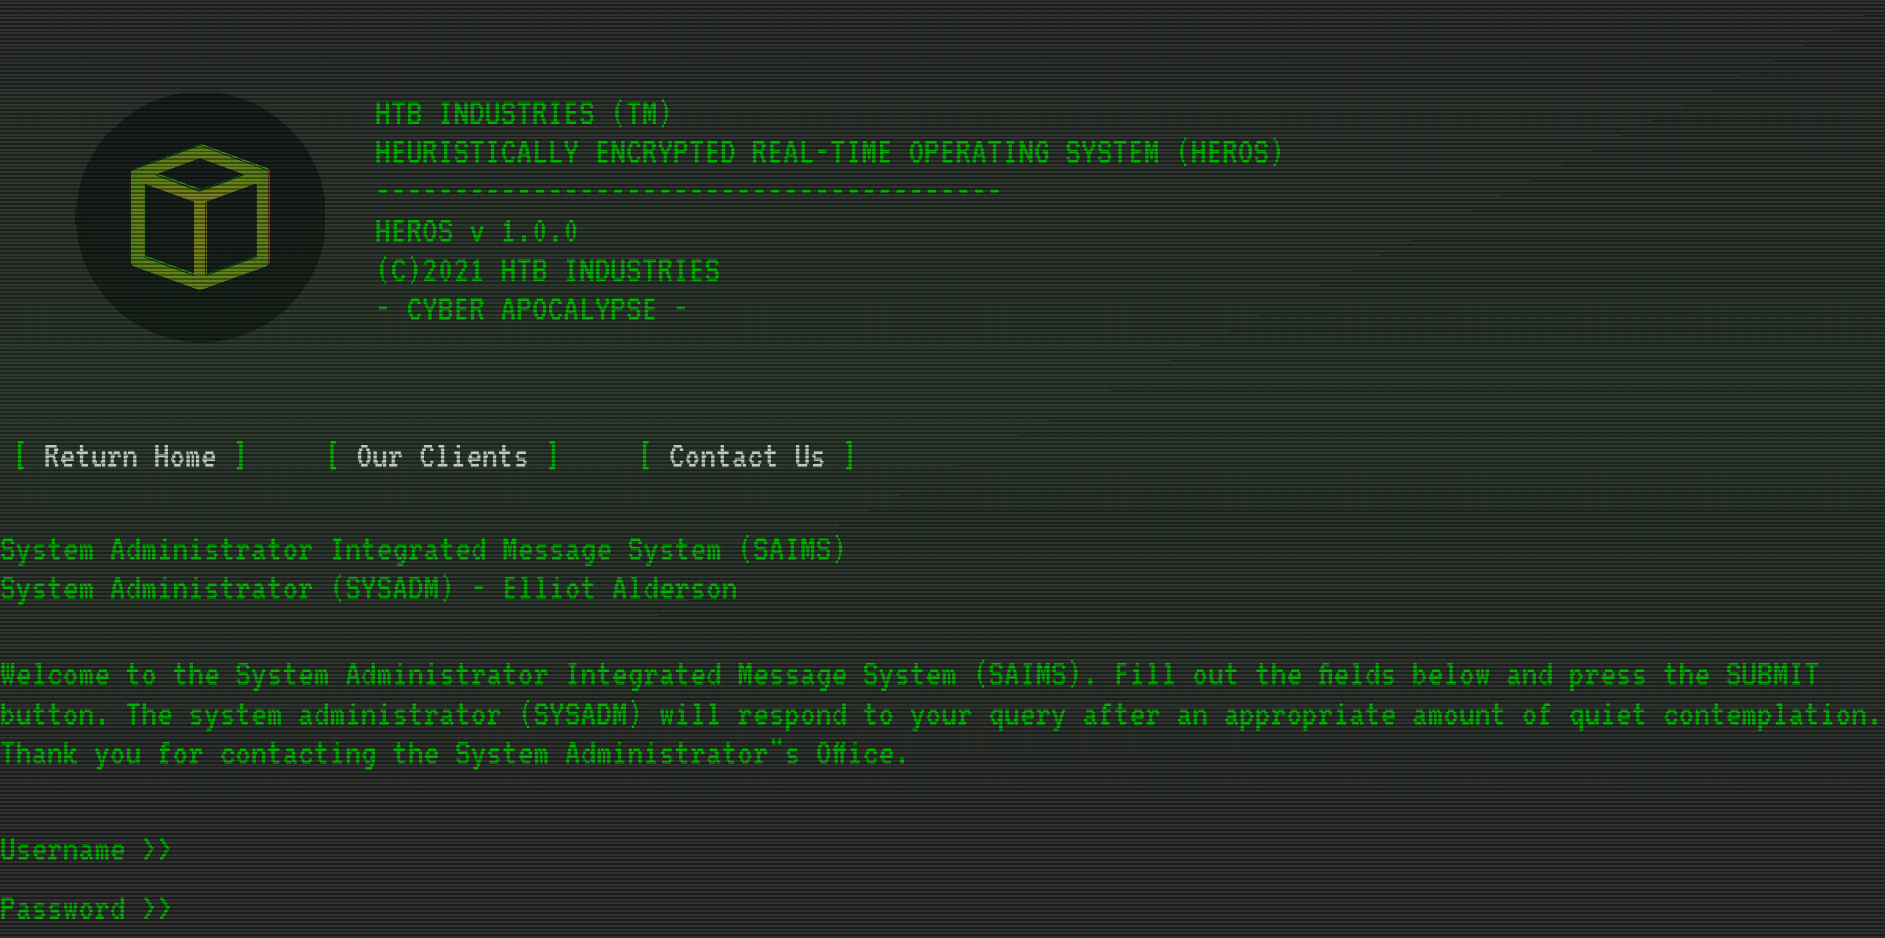 HTB INDUSTRIES (TM)
HEURISTICALLY ENCRYPTED REAL-TIME OPERATING SYSTEM (HEROS)
----------------------------------------
HEROS v 1.0.0
(C)2021 HTB INDUSTRIES
- CYBER APOCALYPSE -
[ Return Home ] [ Our Clients ] [ Contact Us ]
System Administrator Integrated Message System (SAIMS)
System Administrator (SYSADM) - Elliot Alderson
Welcome to the System Administrator Integrated Message System (SAIMS). Fill out the fields below and press the SUBMIT
button. The system administrator (SYSADM) will respond to your query after an appropriate amount of quiet contemplation.
Thank you for contacting the System Administrator"s Office.
Username >>
Password >>